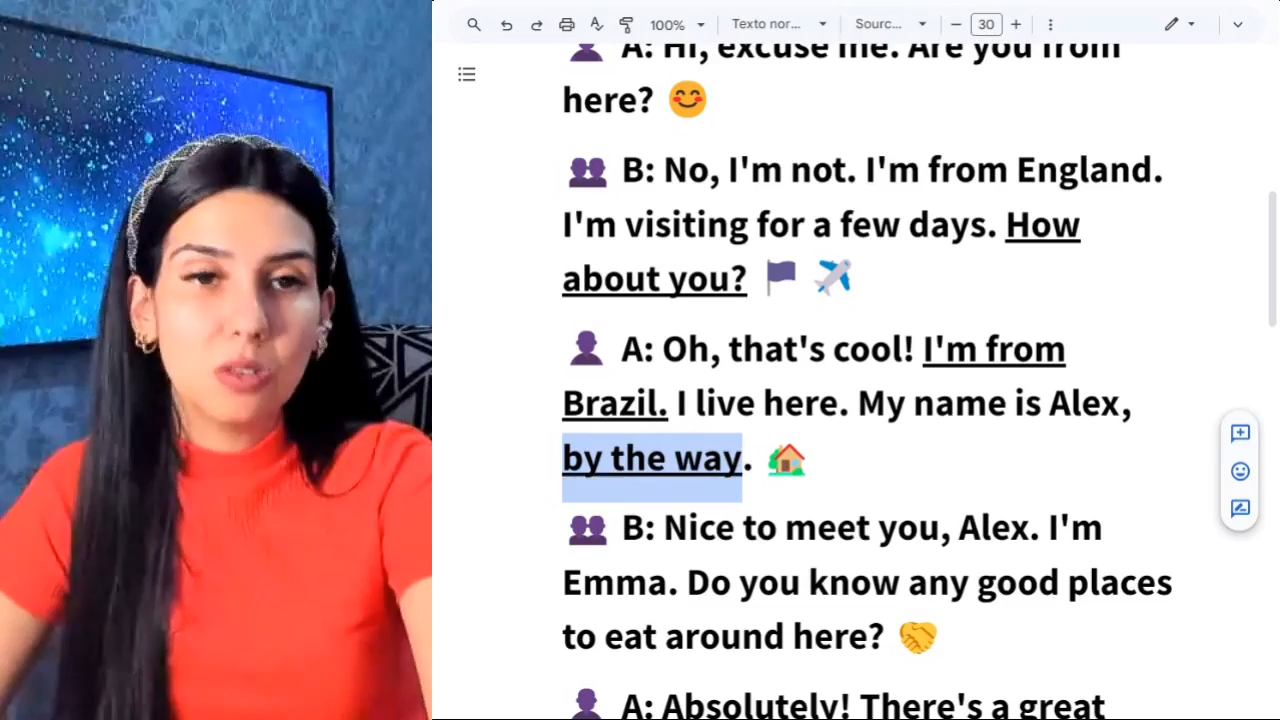 100% Texto nor... Sourc... 30
A: Hi, excuse me. Are you from
here? 😊
B: No, I'm not. I'm from England.
I'm visiting for a few days. How
about you?
A: Oh, that's cool! I'm from
Brazil. I live here. My name is Alex,
by the way.
B: Nice to meet you, Alex. I'm
Emma. Do you know any good places
to eat around here?
A: Absolutely! There's a great